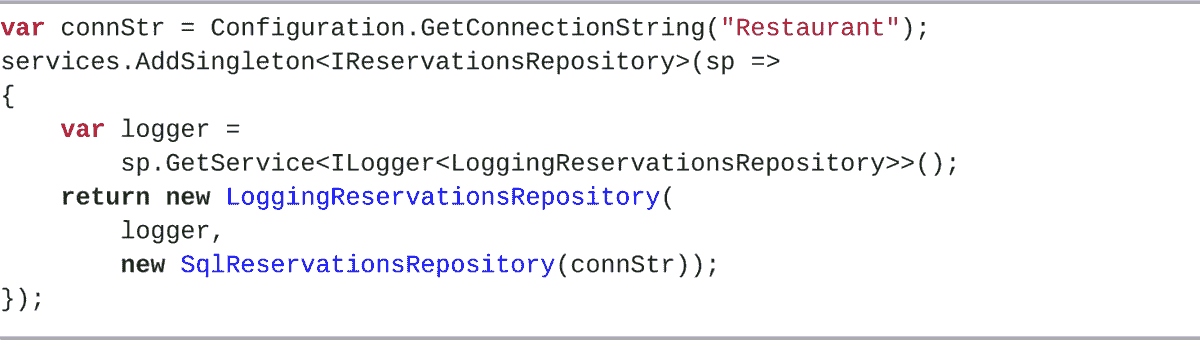 var connStr = Configuration.GetConnectionString("Restaurant");
services.AddSingleton<IReservationsRepository>(sp =>
{
    var logger =
        sp.GetService<ILogger<LoggingReservationsRepository>>();
    return new LoggingReservationsRepository(
        logger,
        new SqlReservationsRepository(connStr));
});